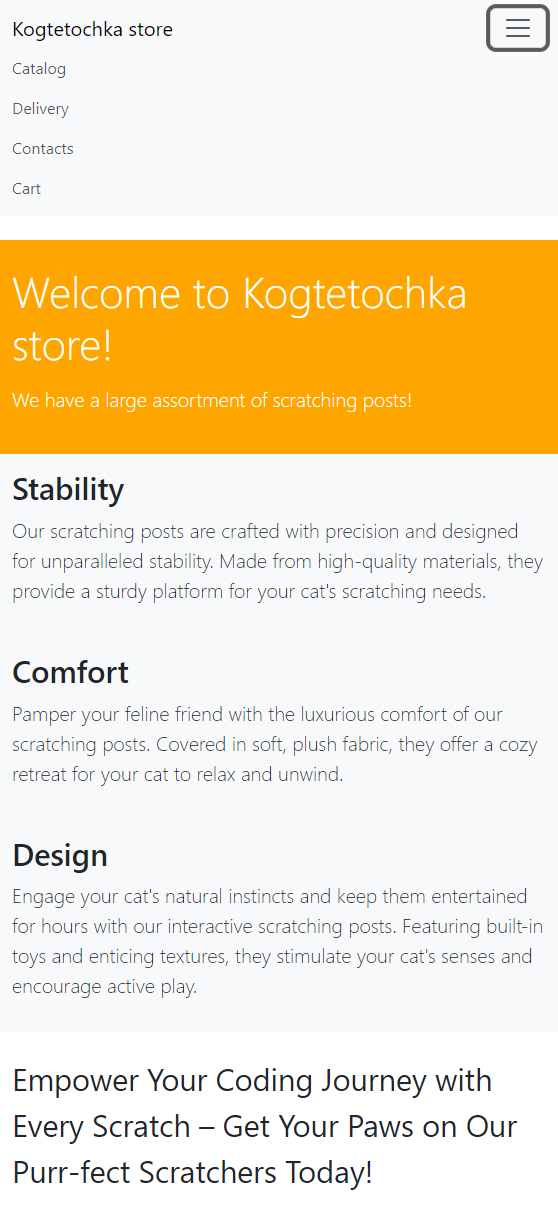 Kogtetochka store
Catalog
Delivery
Contacts
Cart
Welcome to Kogtetochka
store!
We have a large assortment of scratching posts!
Stability
Our scratching posts are crafted with precision and designed
for unparalleled stability. Made from high-quality materials, they
provide a sturdy platform for your cat's scratching needs.
Comfort
Pamper your feline friend with the luxurious comfort of our
scratching posts. Covered in soft, plush fabric, they offer a cozy
retreat for your cat to relax and unwind.
Design
Engage your cat's natural instincts and keep them entertained
for hours with our interactive scratching posts. Featuring built-in
toys and enticing textures, they stimulate your cat's senses and
encourage active play.
Empower Your Coding Journey with
Every Scratch – Get Your Paws on Our
Purr-fect Scratchers Today!